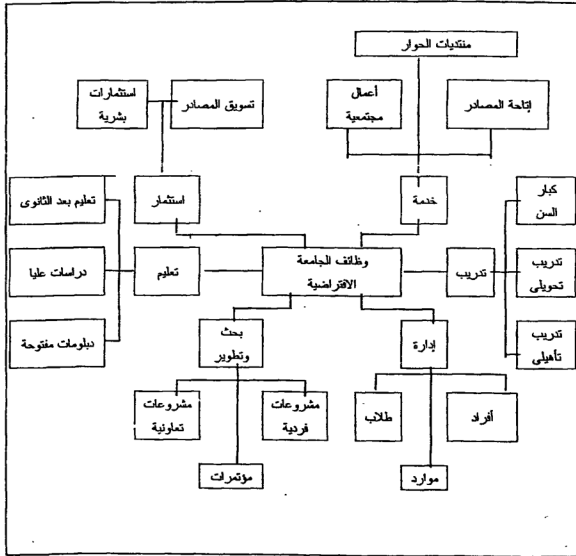 منتديات الحوار
إتاحة المصادر
أعمال
مجتمعية
تسويق المصادر
استثمارات
بشرية
كبار
السن
خدمة
استثمار
تعليم بعد الثانوى
تدريب
تحويلى
تدريب
وظائف الجامعة
الافتراضية
تعليم
دراسات عليا
تدريب
تأهيلى
إدارة
بحث
وتطوير
دبلومات مفتوحة
أفراد
طلاب
مشروعات
فردية
مشروعات
تعاونية
موارد
مؤتمرات